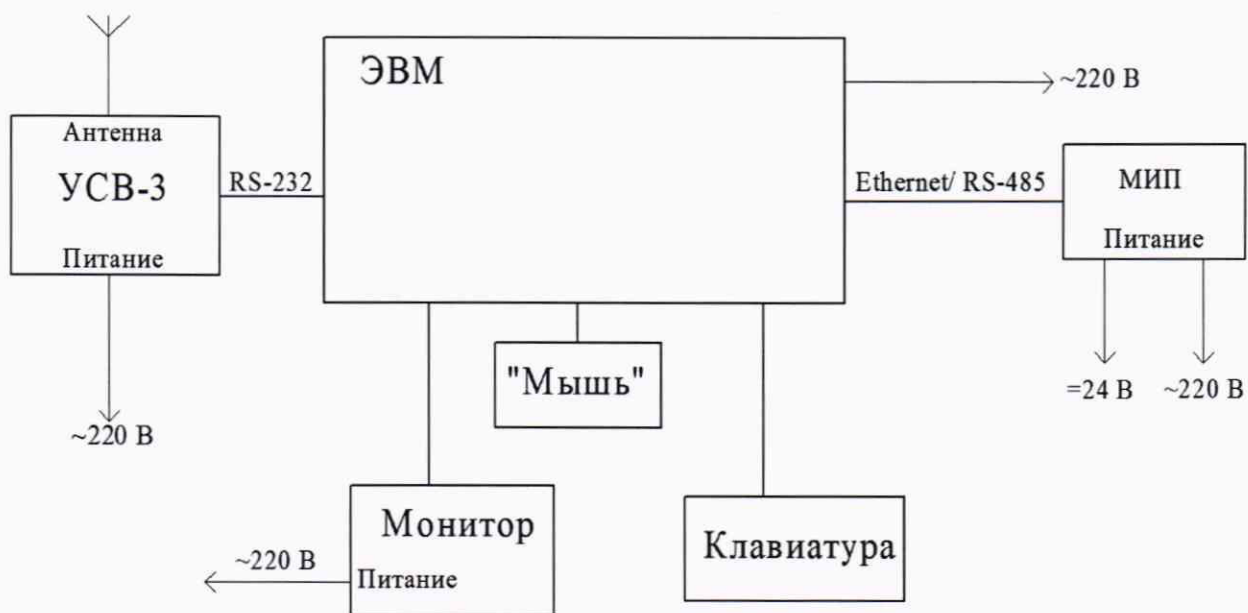 ЭВМ
~220 В
Антенна
УСВ-3
Питание
RS-232
Ethernet/ RS-485
МИП
Питание
"Мышь"
=24 В
~220 В
~220 В
Монитор
Клавиатура
~220 В
Питание